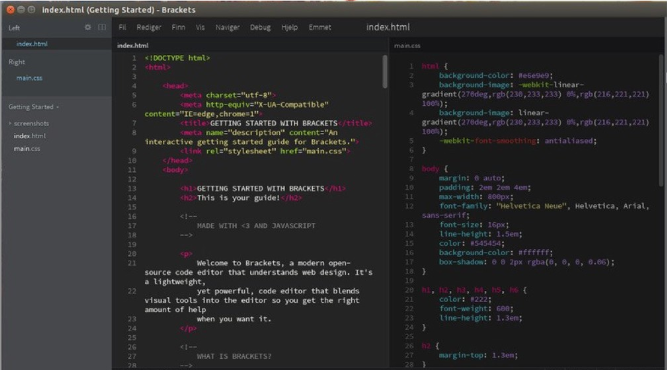 index.html (Getting Started) - Brackets
Left
index.html
Right
main.css
Getting Started
screenshots
index.html
main.css
Fil Rediger Finn Vis Naviger Debug Hjelp Emmet
index.html
index.html
1 <!DOCTYPE html>
2 <html>
3
4 <head>
5 <meta charset="utf-8">
6 <meta http-equiv="X-UA-Compatible"
content="IE=edge,chrome=1">
7 <title>GETTING STARTED WITH BRACKETS</title>
8 <meta name="description" content="An
interactive getting started guide for Brackets.">
9 <link rel="stylesheet" href="main.css">
10 </head>
11 <body>
12
13 <h1>GETTING STARTED WITH BRACKETS</h1>
14 <h2>This is your guide!</h2>
15
16 <!--
17 MADE WITH <3 AND JAVASCRIPT
18 -->
19
20 <p>
21 Welcome to Brackets, a modern open-
source code editor that understands web design. It's
a lightweight,
22 yet powerful, code editor that blends
visual tools into the editor so you get the right
amount of help
23 when you want it.
24 </p>
25
26 <!--
27 WHAT IS BRACKETS?
28 -->
main.css
1
2 html {
3 background-color: #e6e9e9;
4 background-image: -webkit-linear-
gradient(270deg,rgb(230,233,233) 0%,rgb(216,221,221)
100%);
5 background-image: linear-
gradient(270deg,rgb(230,233,233) 0%,rgb(216,221,221)
100%);
6 -webkit-font-smoothing: antialiased;
7 }
8
9 body {
10 margin: 0 auto;
11 padding: 2em 2em 4em;
12 max-width: 800px;
13 font-family: "Helvetica Neue", Helvetica, Arial,
sans-serif;
14 font-size: 16px;
15 line-height: 1.5em;
16 color: #545454;
17 background-color: #ffffff;
18 box-shadow: 0 0 2px rgba(0, 0, 0, 0.06);
19 }
20
21 h1, h2, h3, h4, h5, h6 {
22 color: #222;
23 font-weight: 600;
24 line-height: 1.3em;
25 }
26
27 h2 {
28 margin-top: 1.3em;